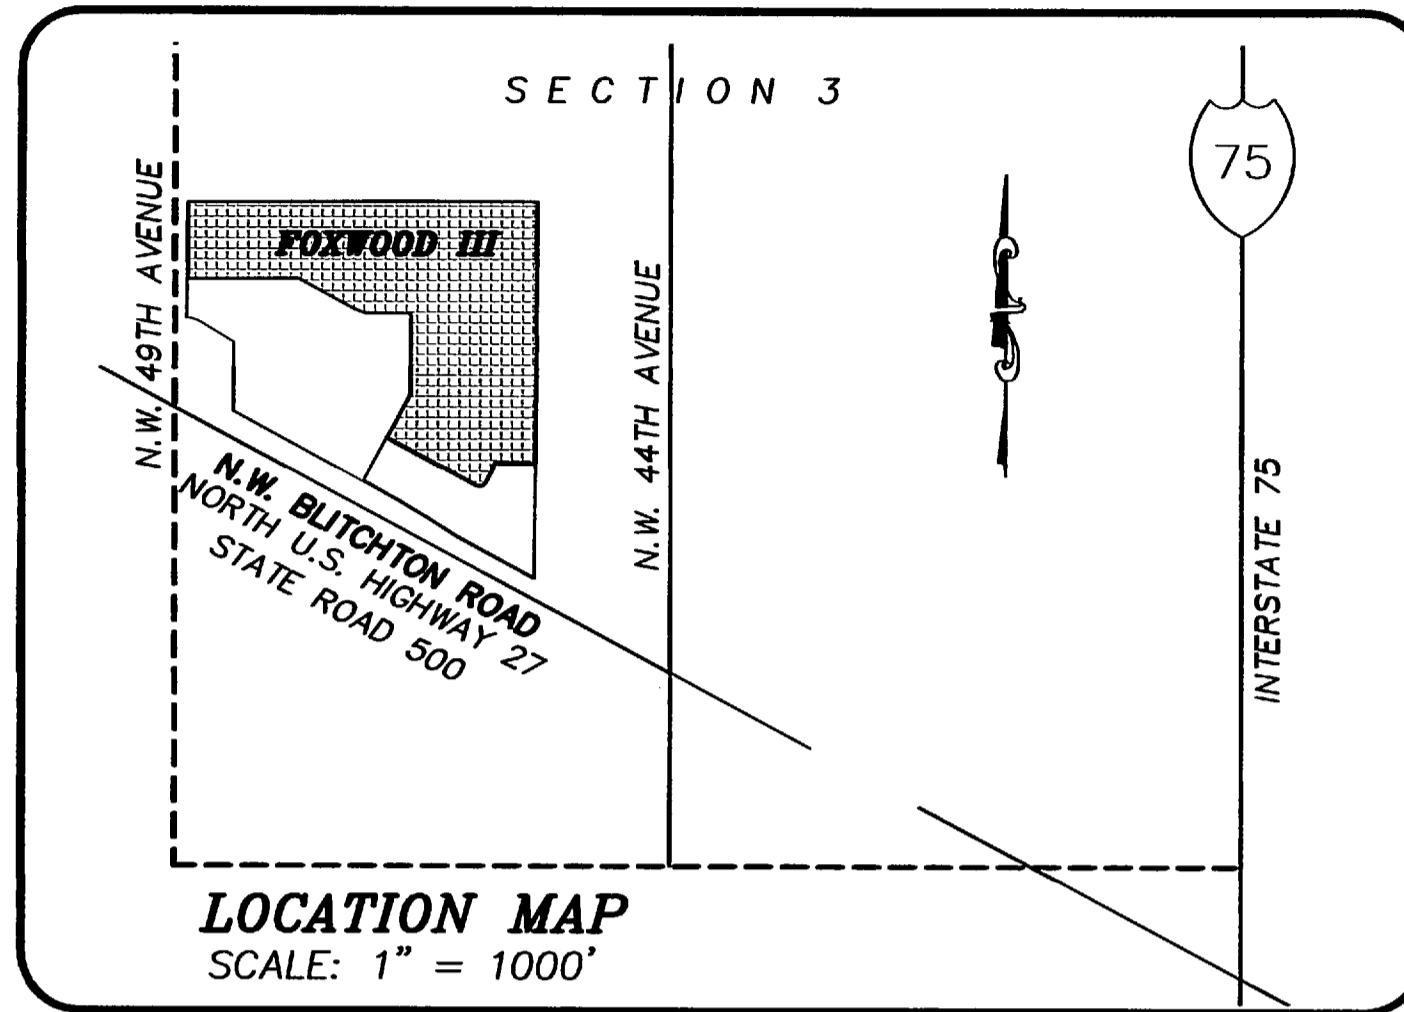 SECTION 3
75
N.W. 49TH AVENUE
FOXWOOD III
N.W. 44TH AVENUE
INTERSTATE 75
N.W. BLITCHTON ROAD
NORTH U.S. HIGHWAY 27
STATE ROAD 500
LOCATION MAP
SCALE: 1" = 1000'